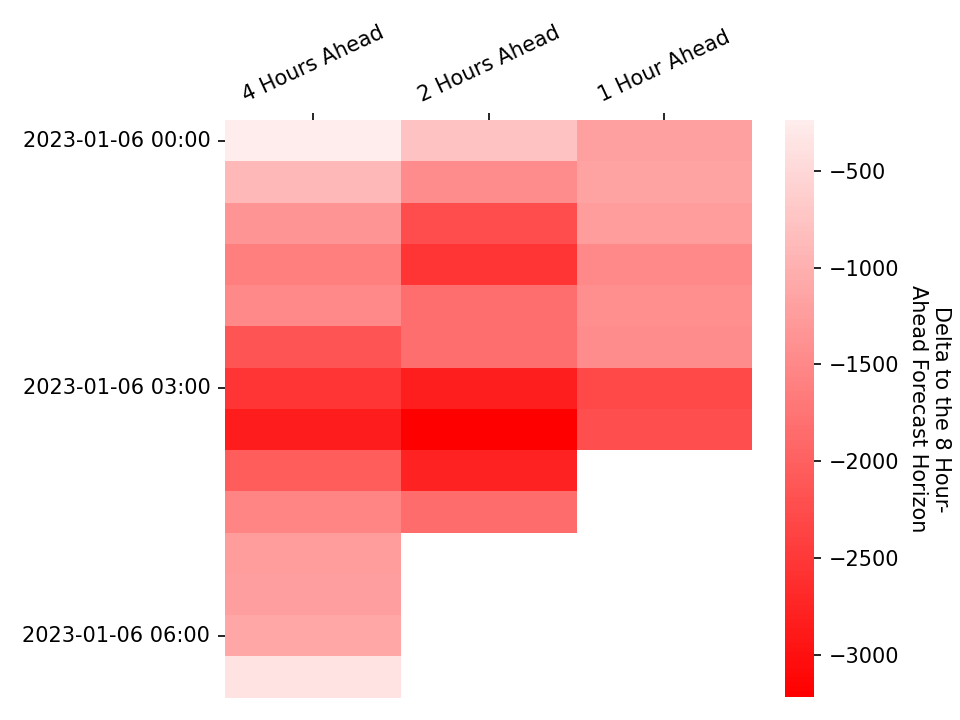 4 Hours Ahead
2 Hours Ahead
1 Hour Ahead
2023-01-06 00:00
2023-01-06 03:00
2023-01-06 06:00
−500
−1000
−1500
−2000
−2500
−3000
Delta to the 8 Hour-
Ahead Forecast Horizon